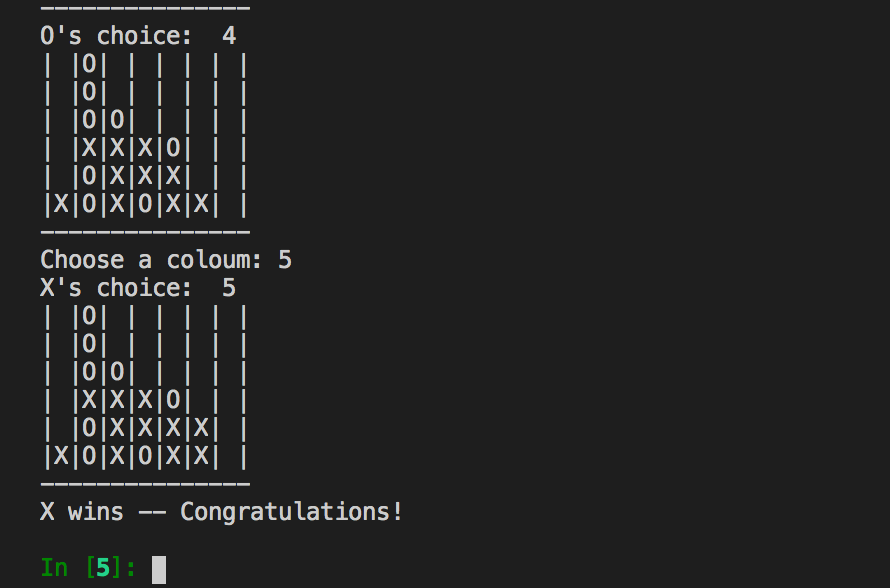 ---------------
O's choice:  4
| |O| | | | | |
| |O| | | | | |
| |O|O| | | | |
| |X|X|X|O| | |
| |O|X|X|X| | |
|X|O|X|O|X|X| |
---------------
Choose a coloum: 5
X's choice:  5
| |O| | | | | |
| |O| | | | | |
| |O|O| | | | |
| |X|X|X|O| | |
| |O|X|X|X|X| |
|X|O|X|O|X|X| |
---------------
X wins -- Congratulations!
In [5]: